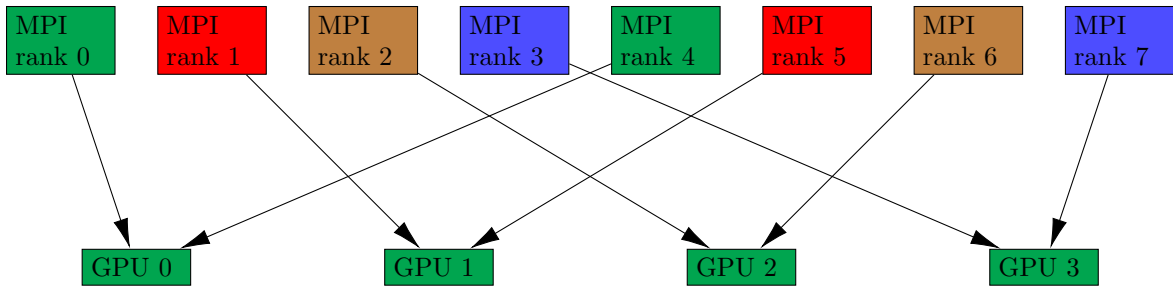 MPI
rank 0
MPI
rank 1
MPI
rank 2
MPI
rank 3
MPI
rank 4
MPI
rank 5
MPI
rank 6
MPI
rank 7
GPU 0
GPU 1
GPU 2
GPU 3